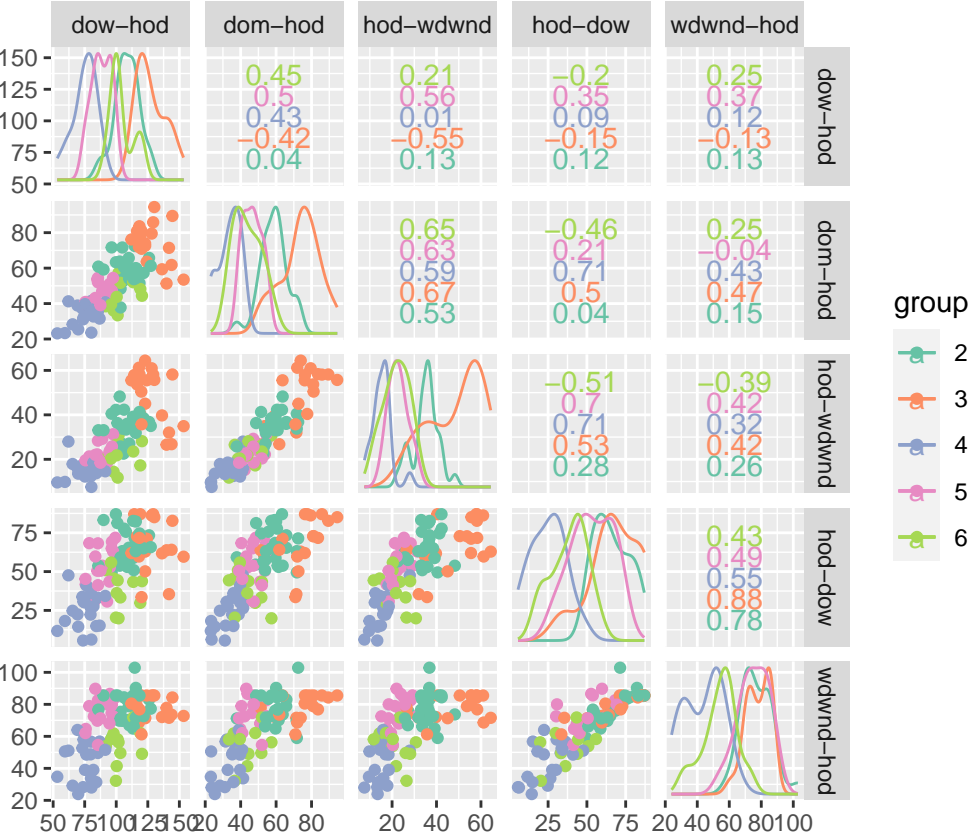 dow−hod dom−hod hod−wdwnd hod−dow wdwnd−hod
150 0.45 0.21 −0.2 0.25
125 0.5 0.56 0.35 0.37
100 0.43 0.01 0.09 0.12 dow−hod
75 −0.42 −0.55 −0.15 −0.13
50 0.04 0.13 0.12 0.13
80 0.65 −0.46 0.25
0.63 0.21 −0.04
60 0.59 0.71 0.43 dom−hod
40 0.67 0.5 0.47
20 0.53 0.04 0.15
60 −0.51 −0.39
0.7 0.42
40 0.71 0.32 hod−wdwnd
0.53 0.42
20 0.28 0.26
75 0.43
0.49
50 0.55 hod−dow
0.88
25 0.78
100
80
60 wdwnd−hod
40
20
50 75 100 125 150 20 40 60 80 20 40 60 25 50 75 20 40 60 80 100
group
a 2
a 3
a 4
a 5
a 6